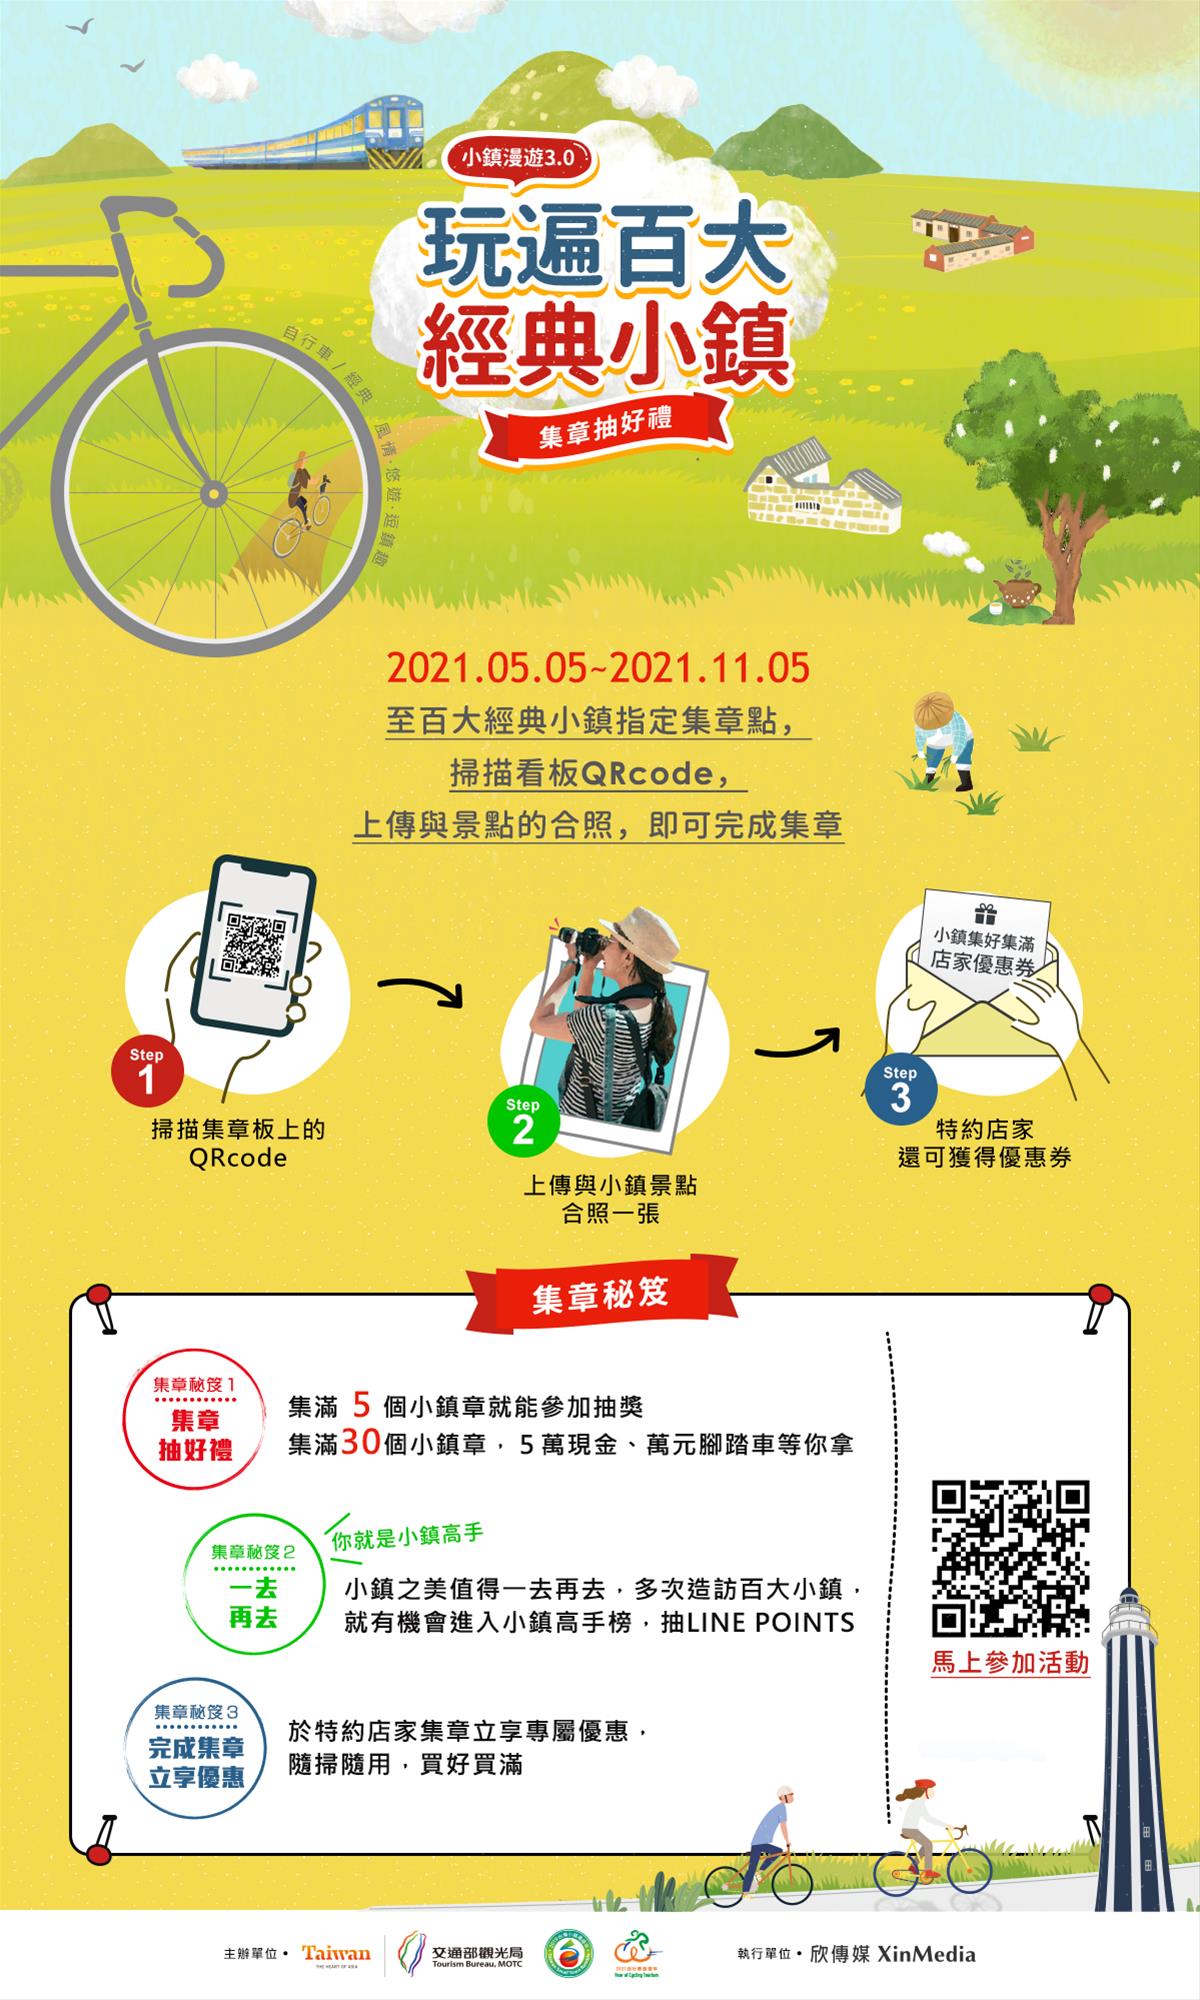 小鎮漫遊3.0
玩遍百大
經典小鎮
集章抽好禮
自行車/經典 風情·悠遊·逗鎮趣
2021.05.05~2021.11.05
至百大經典小鎮指定集章點，
掃描看板QRcode，
上傳與景點的合照，即可完成集章
Step
1
掃描集章板上的
QRcode
Step
2
上傳與小鎮景點
合照一張
小鎮集好集滿
店家優惠券
Step
3
特約店家
還可獲得優惠券
集章秘笈
集章秘笈1
集章
抽好禮
集滿 5 個小鎮章就能參加抽獎
集滿30個小鎮章，5萬現金、萬元腳踏車等你拿
集章秘笈2
一去
再去
你就是小鎮高手
小鎮之美值得一去再去，多次造訪百大小鎮，
就有機會進入小鎮高手榜，抽LINE POINTS
集章秘笈3
完成集章
立享優惠
於特約店家集章立享專屬優惠，
隨掃隨用，買好買滿
馬上參加活動
主辦單位• Taiwan
THE HEART OF ASIA
交通部觀光局
Tourism Bureau, MOTC
Year of Cycling Tourism
執行單位• 欣傳媒 XinMedia